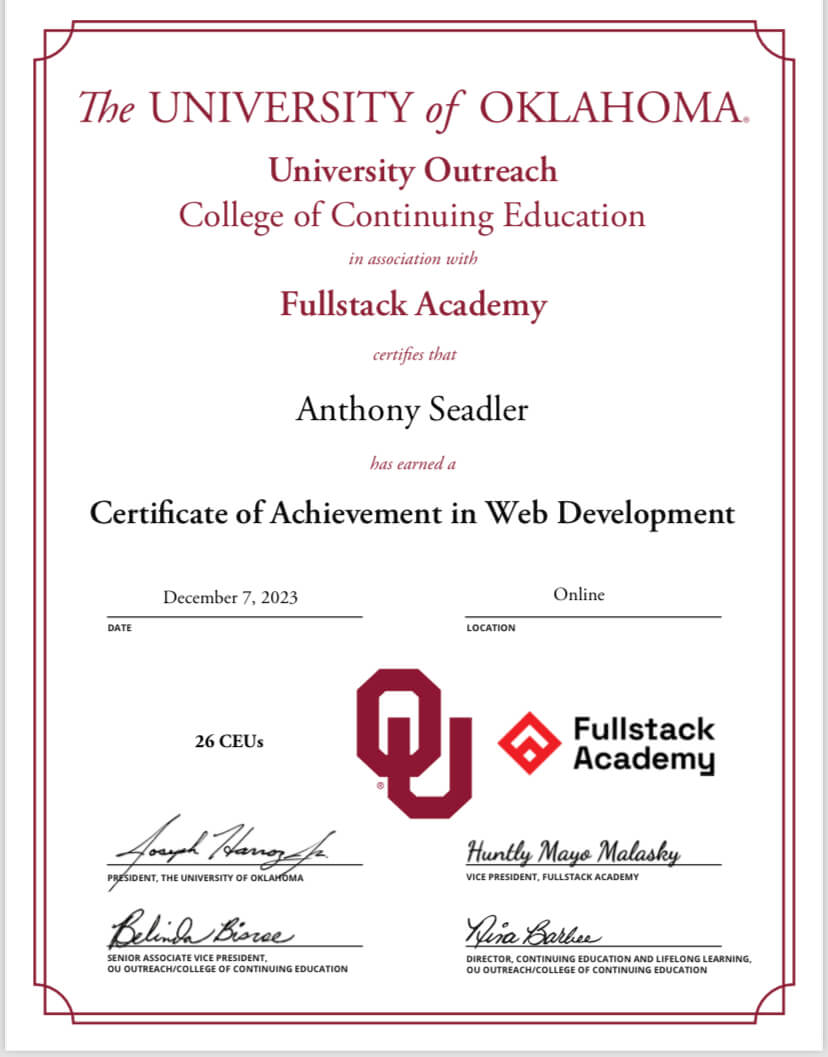 The UNIVERSITY of OKLAHOMA®
University Outreach
College of Continuing Education
in association with
Fullstack Academy
certifies that
Anthony Seadler
has earned a
Certificate of Achievement in Web Development
December 7, 2023
DATE
Online
LOCATION
26 CEUs
OU®
Fullstack
Academy
Joseph Harroz Jr.
PRESIDENT, THE UNIVERSITY OF OKLAHOMA
Huntly Mayo Malasky
VICE PRESIDENT, FULLSTACK ACADEMY
Belinda Biscoe
SENIOR ASSOCIATE VICE PRESIDENT,
OU OUTREACH/COLLEGE OF CONTINUING EDUCATION
Nina Barbee
DIRECTOR, CONTINUING EDUCATION AND LIFELONG LEARNING,
OU OUTREACH/COLLEGE OF CONTINUING EDUCATION